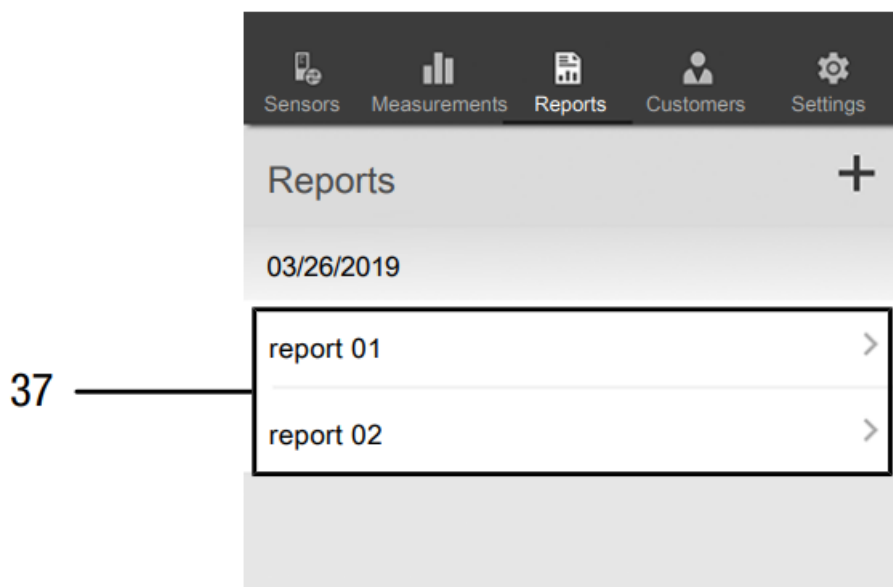 Sensors Measurements Reports Customers Settings
Reports +
03/26/2019
report 01 >
37
report 02 >